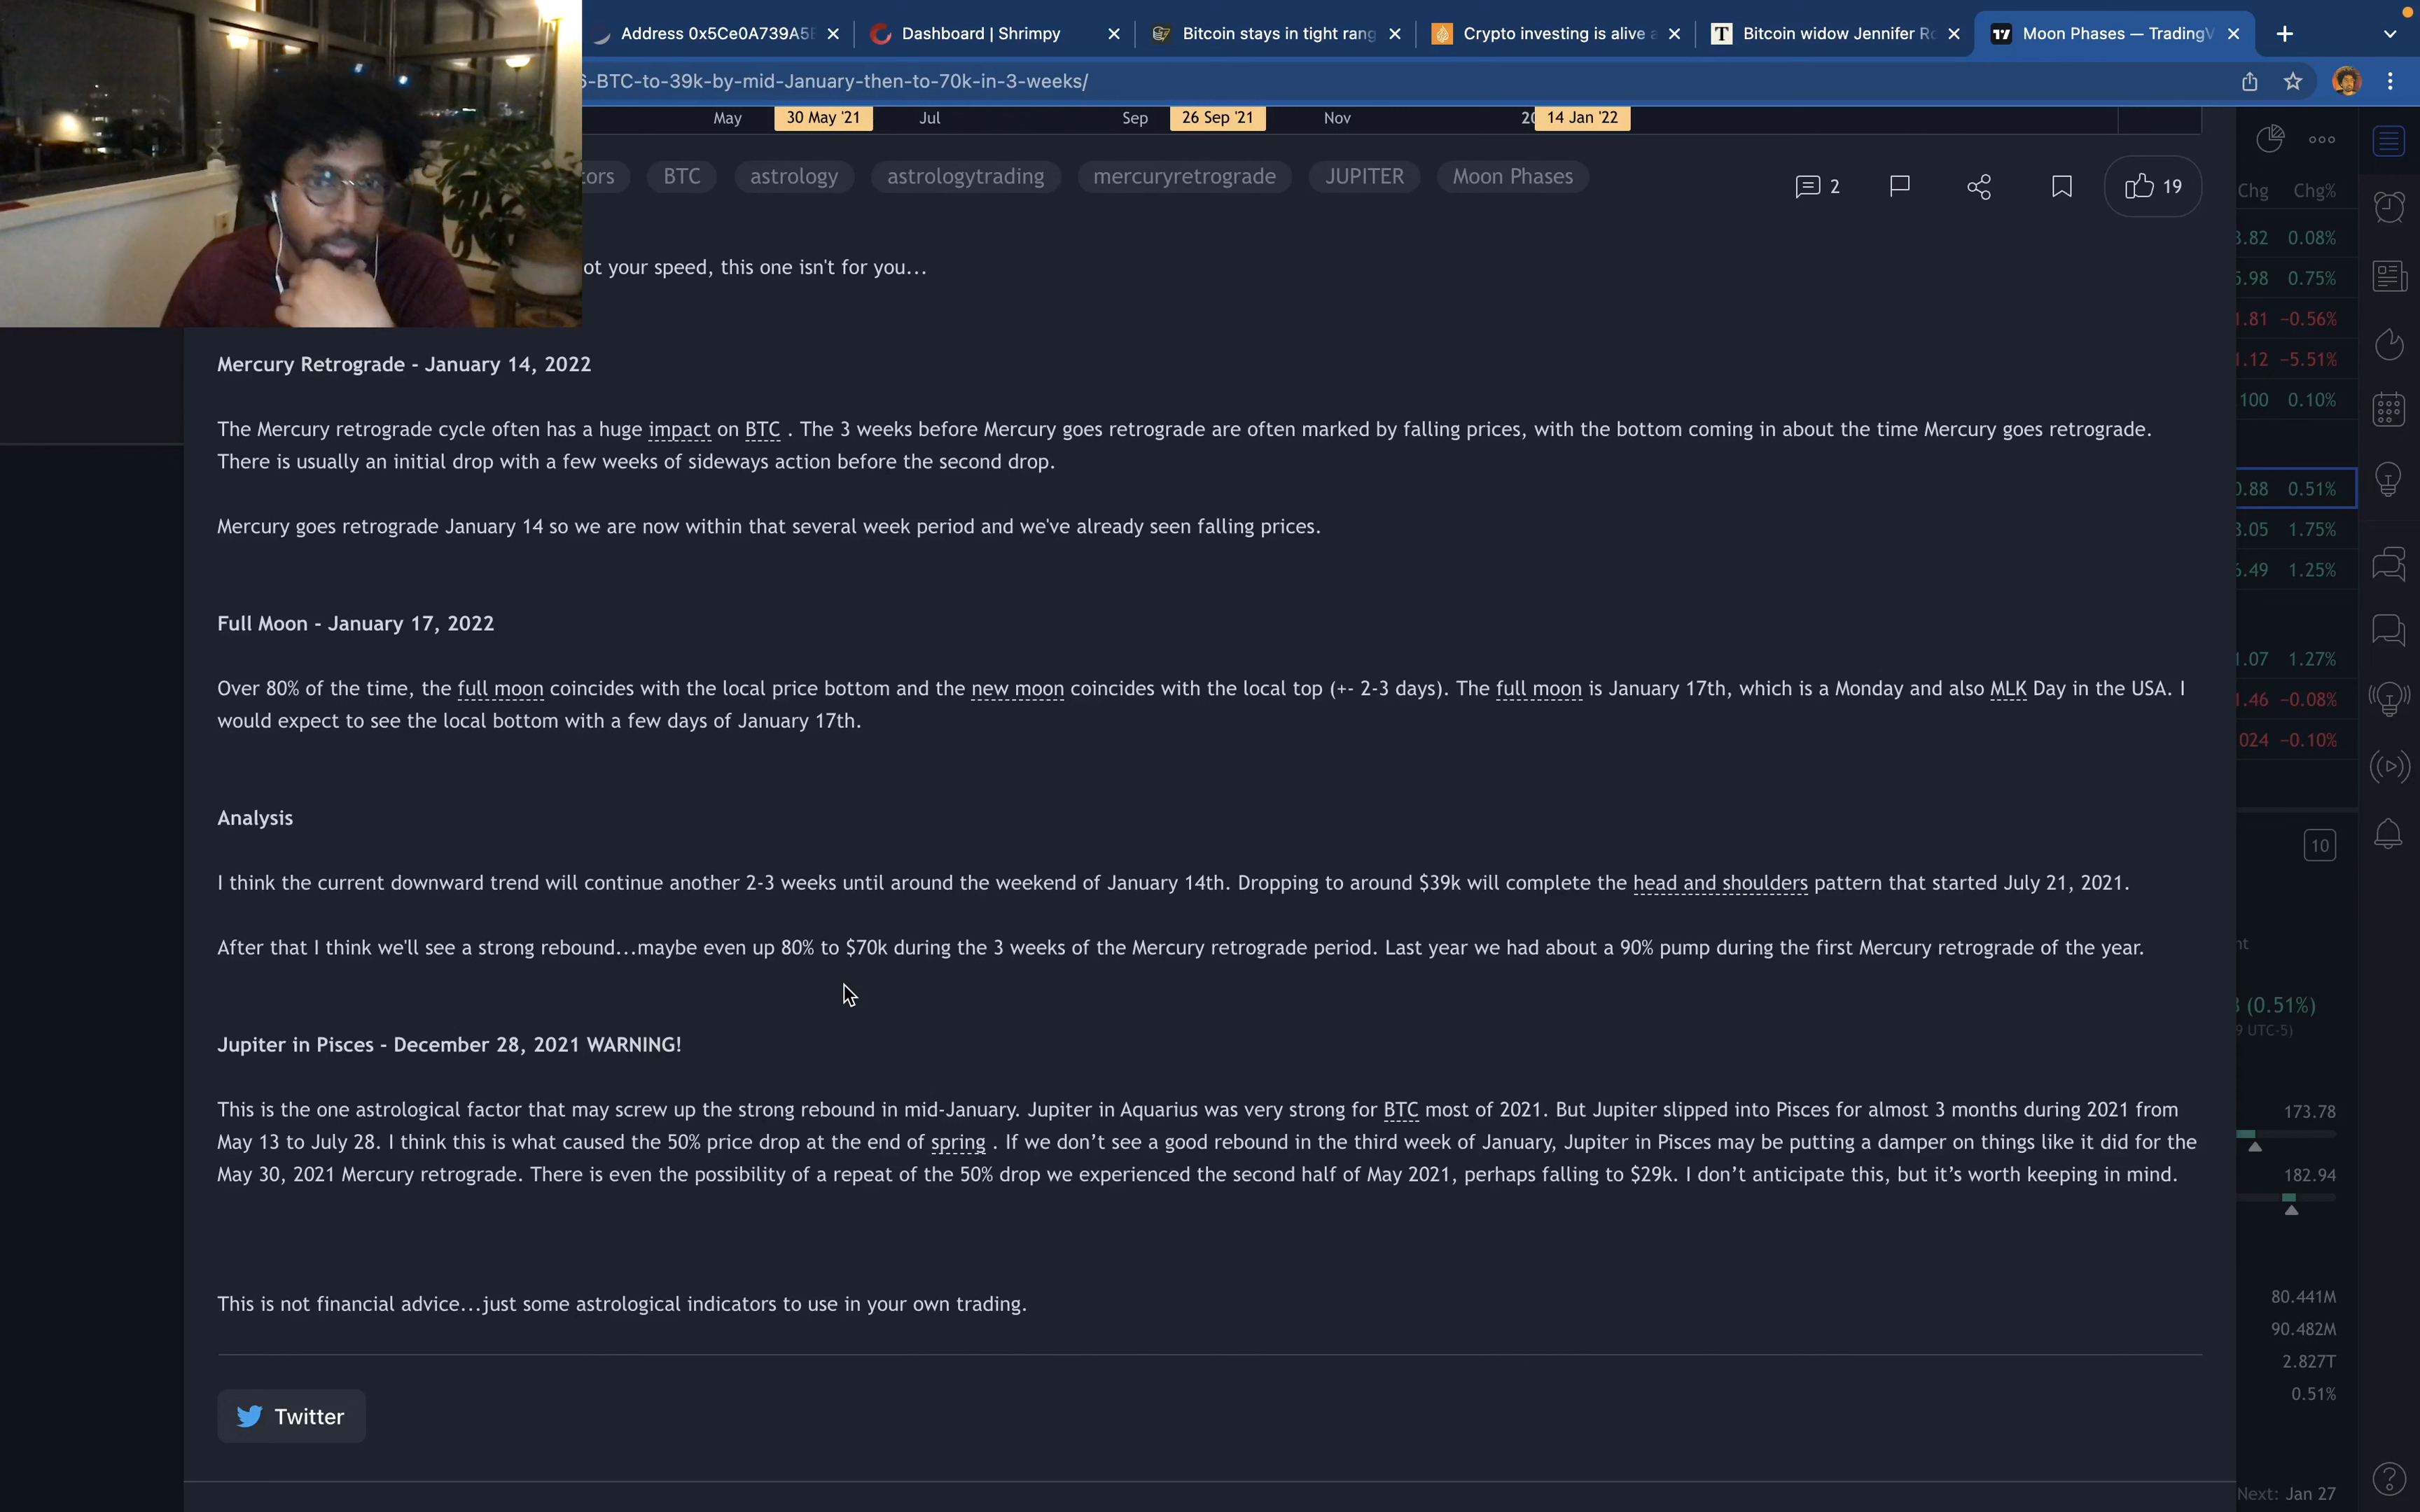 Address 0x5Ce0A739A5
Dashboard | Shrimpy
Bitcoin stays in tight rang
Crypto investing is alive a
Bitcoin widow Jennifer Ro
Moon Phases — TradingV
-BTC-to-39k-by-mid-January-then-to-70k-in-3-weeks/
May 30 May '21 Jul Sep 26 Sep '21 Nov 14 Jan '22
tors BTC astrology astrologytrading mercuryretrograde JUPITER Moon Phases
2 19
Chg Chg%
.82 0.08%
.98 0.75%
.81 −0.56%
.12 −5.51%
100 0.10%
.88 0.51%
.05 1.75%
.49 1.25%
.07 1.27%
.46 −0.08%
024 −0.10%
ot your speed, this one isn't for you...
Mercury Retrograde - January 14, 2022
The Mercury retrograde cycle often has a huge impact on BTC . The 3 weeks before Mercury goes retrograde are often marked by falling prices, with the bottom coming in about the time Mercury goes retrograde.
There is usually an initial drop with a few weeks of sideways action before the second drop.
Mercury goes retrograde January 14 so we are now within that several week period and we've already seen falling prices.
Full Moon - January 17, 2022
Over 80% of the time, the full moon coincides with the local price bottom and the new moon coincides with the local top (+- 2-3 days). The full moon is January 17th, which is a Monday and also MLK Day in the USA. I
would expect to see the local bottom with a few days of January 17th.
Analysis
I think the current downward trend will continue another 2-3 weeks until around the weekend of January 14th. Dropping to around $39k will complete the head and shoulders pattern that started July 21, 2021.
After that I think we'll see a strong rebound...maybe even up 80% to $70k during the 3 weeks of the Mercury retrograde period. Last year we had about a 90% pump during the first Mercury retrograde of the year.
Jupiter in Pisces - December 28, 2021 WARNING!
This is the one astrological factor that may screw up the strong rebound in mid-January. Jupiter in Aquarius was very strong for BTC most of 2021. But Jupiter slipped into Pisces for almost 3 months during 2021 from
May 13 to July 28. I think this is what caused the 50% price drop at the end of spring . If we don’t see a good rebound in the third week of January, Jupiter in Pisces may be putting a damper on things like it did for the
May 30, 2021 Mercury retrograde. There is even the possibility of a repeat of the 50% drop we experienced the second half of May 2021, perhaps falling to $29k. I don’t anticipate this, but it’s worth keeping in mind.
This is not financial advice...just some astrological indicators to use in your own trading.
Twitter
10
nt
(0.51%)
9 UTC-5)
173.78
182.94
80.441M
90.482M
2.827T
0.51%
Next: Jan 27